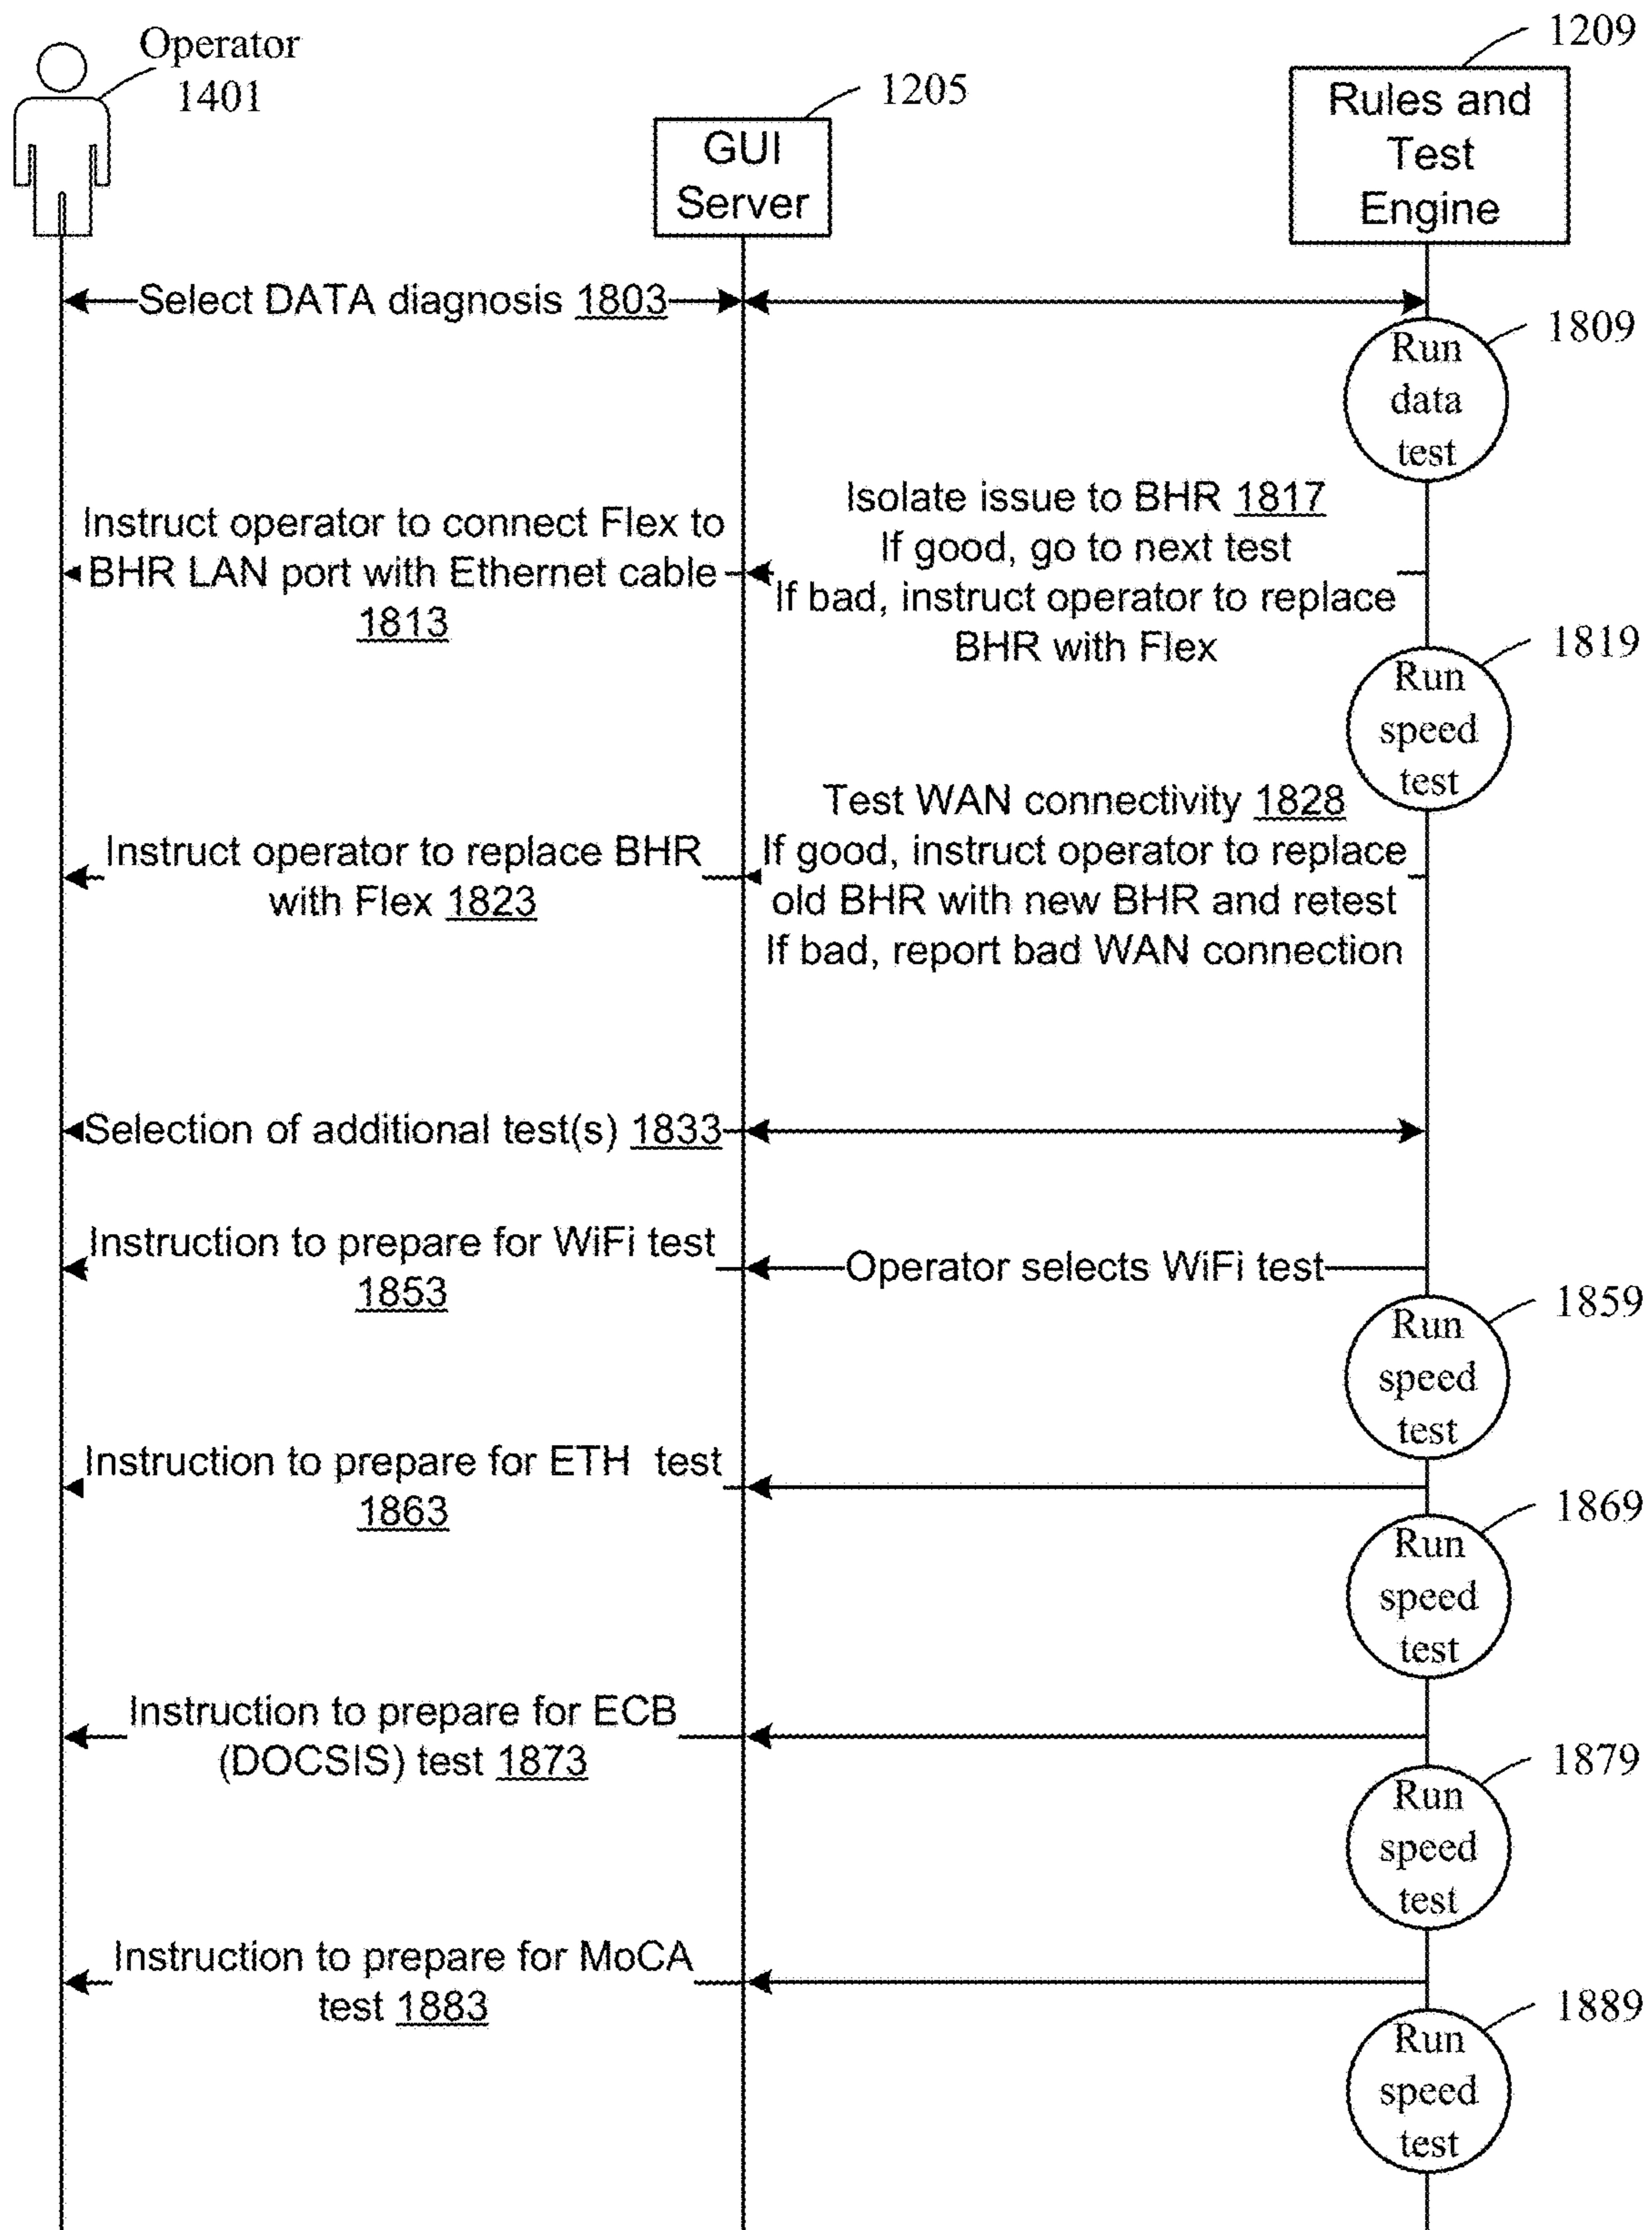 Operator
1401
1205
1209
GUI
Server
Rules and
Test
Engine
Select DATA diagnosis 1803
1809
Run
data
test
Instruct operator to connect Flex to
BHR LAN port with Ethernet cable
1813
Isolate issue to BHR 1817
If good, go to next test
If bad, instruct operator to replace
BHR with Flex
1819
Run
speed
test
Instruct operator to replace BHR
with Flex 1823
Test WAN connectivity 1828
If good, instruct operator to replace
old BHR with new BHR and retest
If bad, report bad WAN connection
Selection of additional test(s) 1833
Instruction to prepare for WiFi test
1853
Operator selects WiFi test
1859
Run
speed
test
Instruction to prepare for ETH test
1863
1869
Run
speed
test
Instruction to prepare for ECB
(DOCSIS) test 1873
1879
Run
speed
test
Instruction to prepare for MoCA
test 1883
1889
Run
speed
test